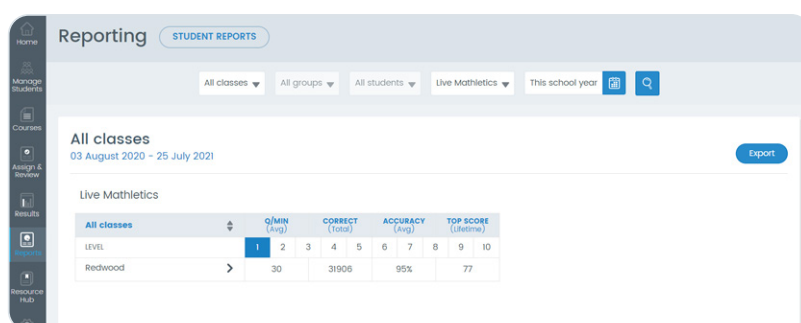 Home
Manage
Students
Courses
Assign &
Review
Results
Reports
Resource
Hub
Reporting
STUDENT REPORTS
All classes
All groups
All students
Live Mathletics
This school year
All classes
03 August 2020 - 25 July 2021
Export
Live Mathletics
All classes Q/MIN (Avg) CORRECT (Total) ACCURACY (Avg) TOP SCORE (Lifetime)
LEVEL 1 2 3 4 5 6 7 8 9 10
Redwood 30 31906 95% 77